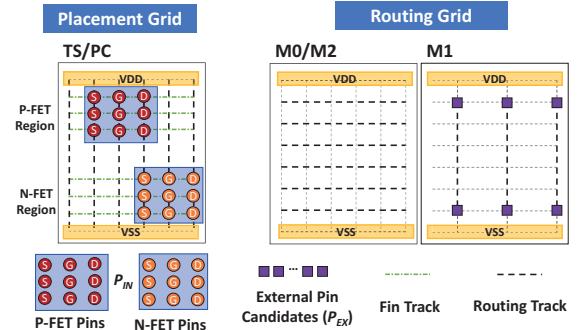 Placement Grid
Routing Grid
TS/PC
M0/M2
M1
VDD
VDD
VDD
P-FET
Region
S G D
S G D
S G D
N-FET
Region
S G D
S G D
S G D
VSS
VSS
VSS
S G D
S G D
S G D
P_IN
S G D
S G D
S G D
P-FET Pins
N-FET Pins
...
External Pin
Candidates (P_EX)
Fin Track
Routing Track